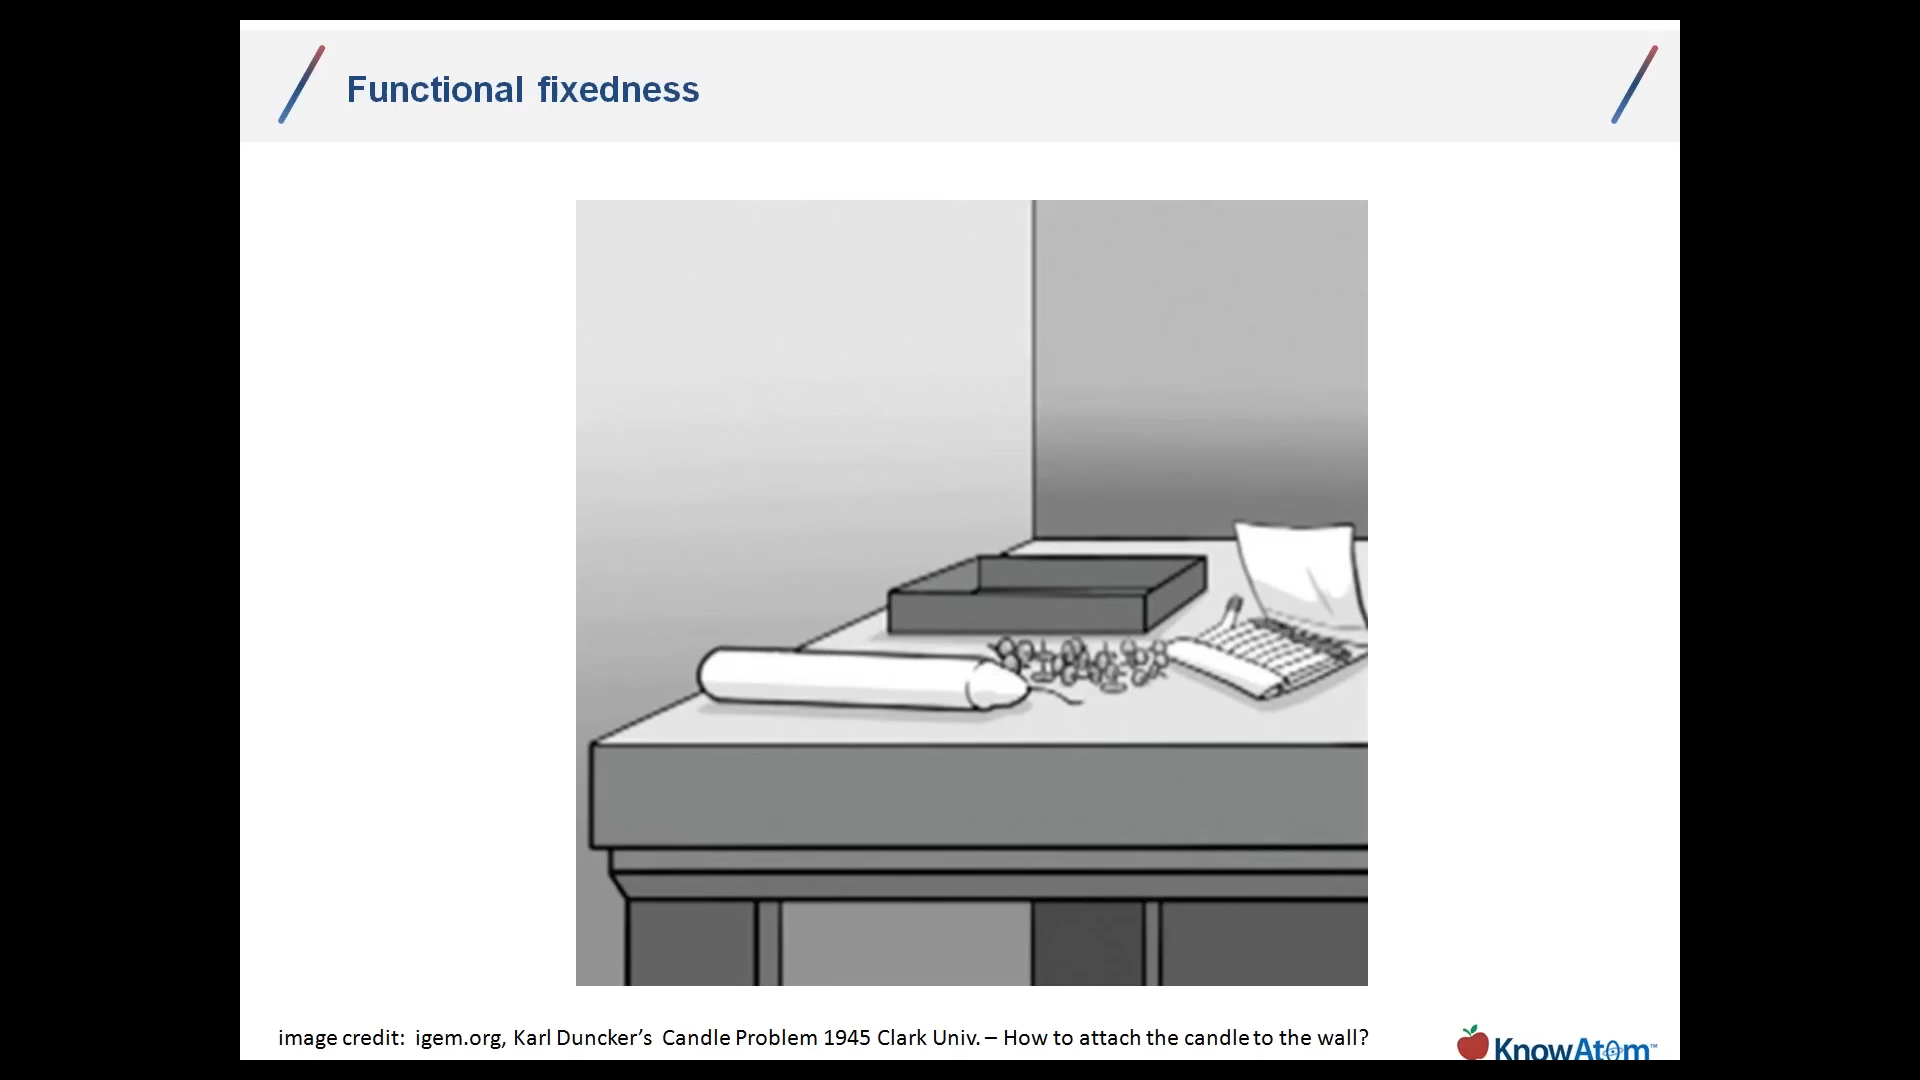 Functional fixedness
image credit: igem.org, Karl Duncker’s Candle Problem 1945 Clark Univ. – How to attach the candle to the wall?
KnowAtom™